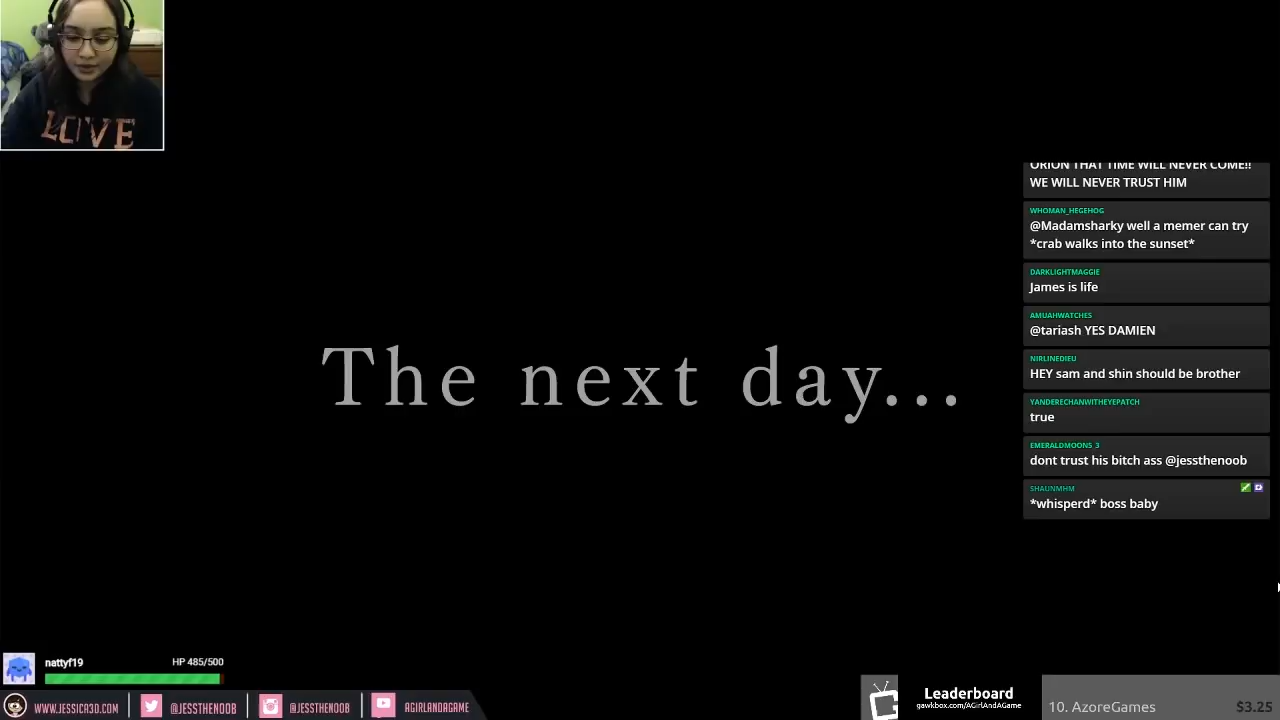 LOVE
ORION THAT TIME WILL NEVER COME!!
WE WILL NEVER TRUST HIM
WHOMAN_HEGEHOG
@Madamsharky well a memer can try
*crab walks into the sunset*
DARKLIGHTMAGGIE
James is life
AMUAHWATCHES
@tariash YES DAMIEN
NIRLINEDIEU
HEY sam and shin should be brother
YANDERECHANWITHEYEPATCH
true
EMERALDMOONS_3
dont trust his bitch ass @jessthenoob
SHAUNMHM
*whisperd* boss baby
The next day...
nattyf19 HP 485/500
WWW.JESSICA3D.COM @JESSTHENOOB @JESSTHENOOB AGIRLANDAGAME
Leaderboard
gawkbox.com/AGirlAndAGame
10. AzoreGames $3.25